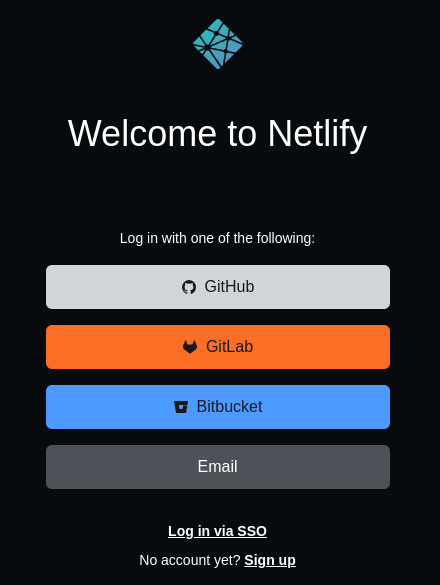 Welcome to Netlify
Log in with one of the following:
GitHub
GitLab
Bitbucket
Email
Log in via SSO
No account yet? Sign up